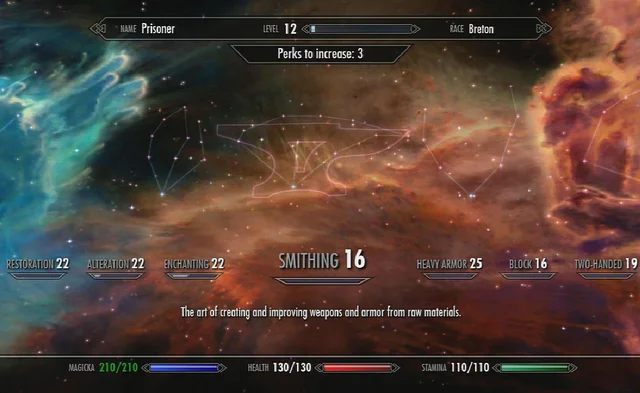 NAME Prisoner LEVEL 12 RACE Breton
Perks to increase: 3
RESTORATION 22 ALTERATION 22 ENCHANTING 22 SMITHING 16 HEAVY ARMOR 25 BLOCK 16 TWO-HANDED 19
The art of creating and improving weapons and armor from raw materials.
MAGICKA 210/210 HEALTH 130/130 STAMINA 110/110